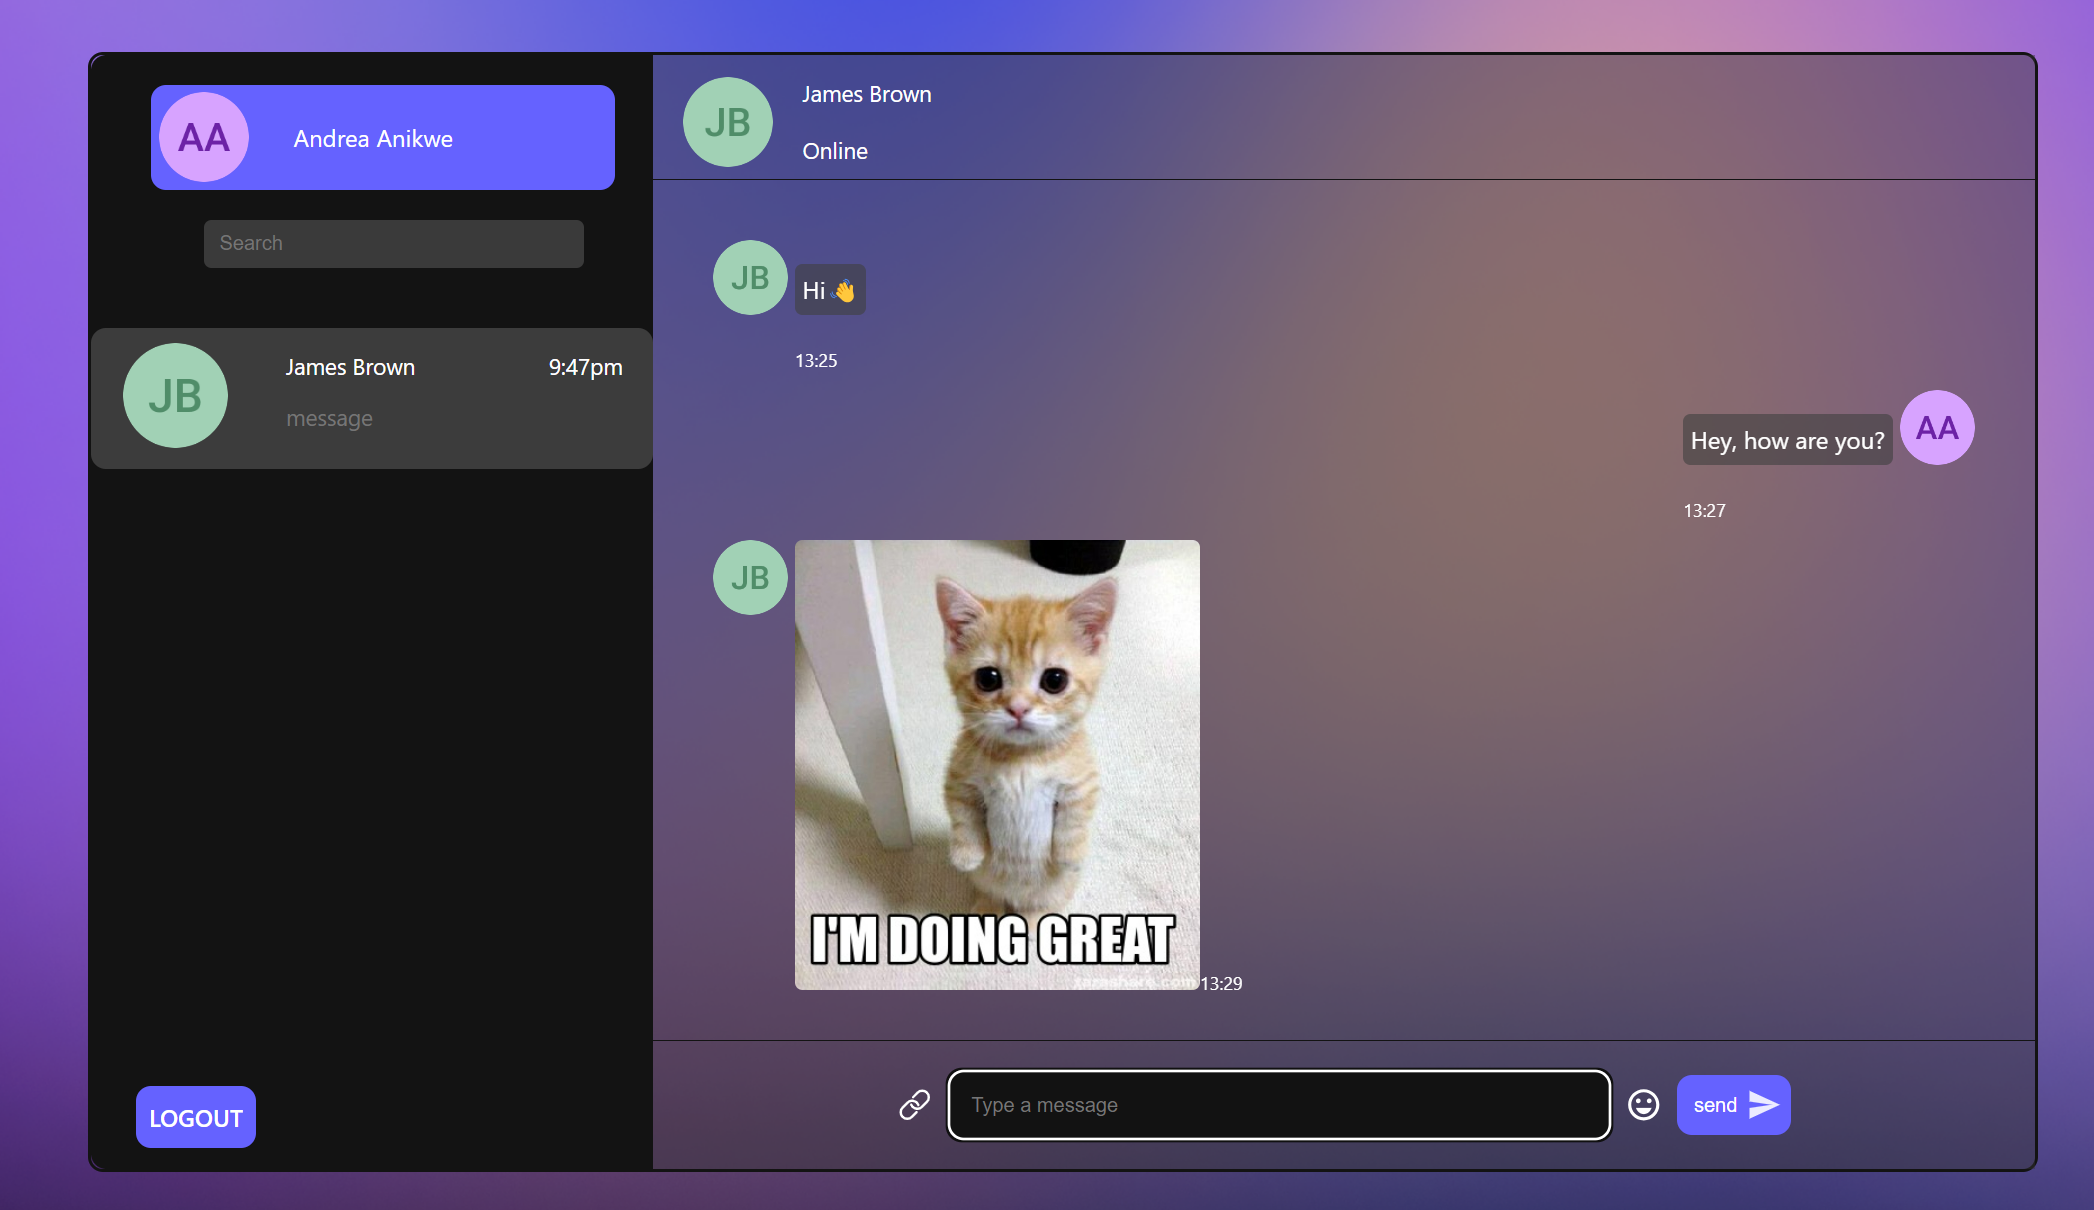 AA
Andrea Anikwe
Search
JB
James Brown
9:47pm
message
LOGOUT
JB
James Brown
Online
JB
Hi 👋
13:25
Hey, how are you?
AA
13:27
JB
I'M DOING GREAT
13:29
Type a message
send